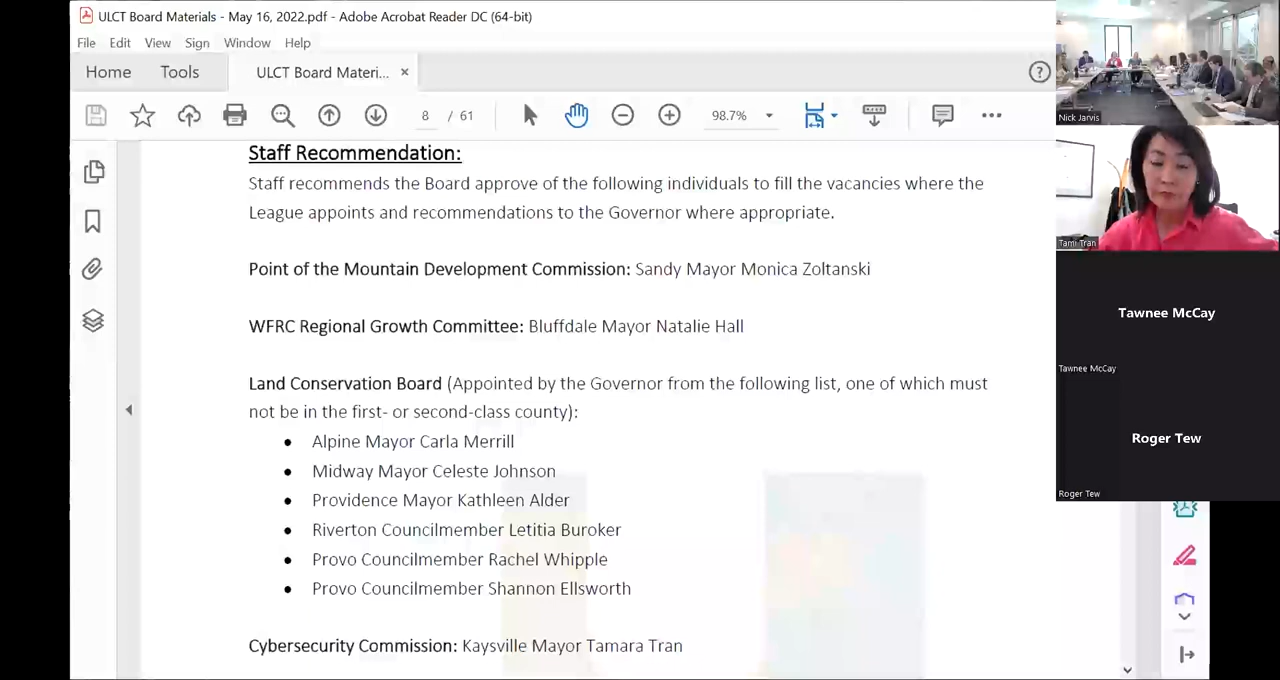 ULCT Board Materials - May 16, 2022.pdf - Adobe Acrobat Reader DC (64-bit)
File Edit View Sign Window Help
Home Tools ULCT Board Materi... ×
8 / 61 98.7%
Staff Recommendation:
Staff recommends the Board approve of the following individuals to fill the vacancies where the
League appoints and recommendations to the Governor where appropriate.
Point of the Mountain Development Commission: Sandy Mayor Monica Zoltanski
WFRC Regional Growth Committee: Bluffdale Mayor Natalie Hall
Land Conservation Board (Appointed by the Governor from the following list, one of which must
not be in the first- or second-class county):
• Alpine Mayor Carla Merrill
• Midway Mayor Celeste Johnson
• Providence Mayor Kathleen Alder
• Riverton Councilmember Letitia Buroker
• Provo Councilmember Rachel Whipple
• Provo Councilmember Shannon Ellsworth
Cybersecurity Commission: Kaysville Mayor Tamara Tran
Nick Jarvis
Tami Tran
Tawnee McCay
Tawnee McCay
Roger Tew
Roger Tew